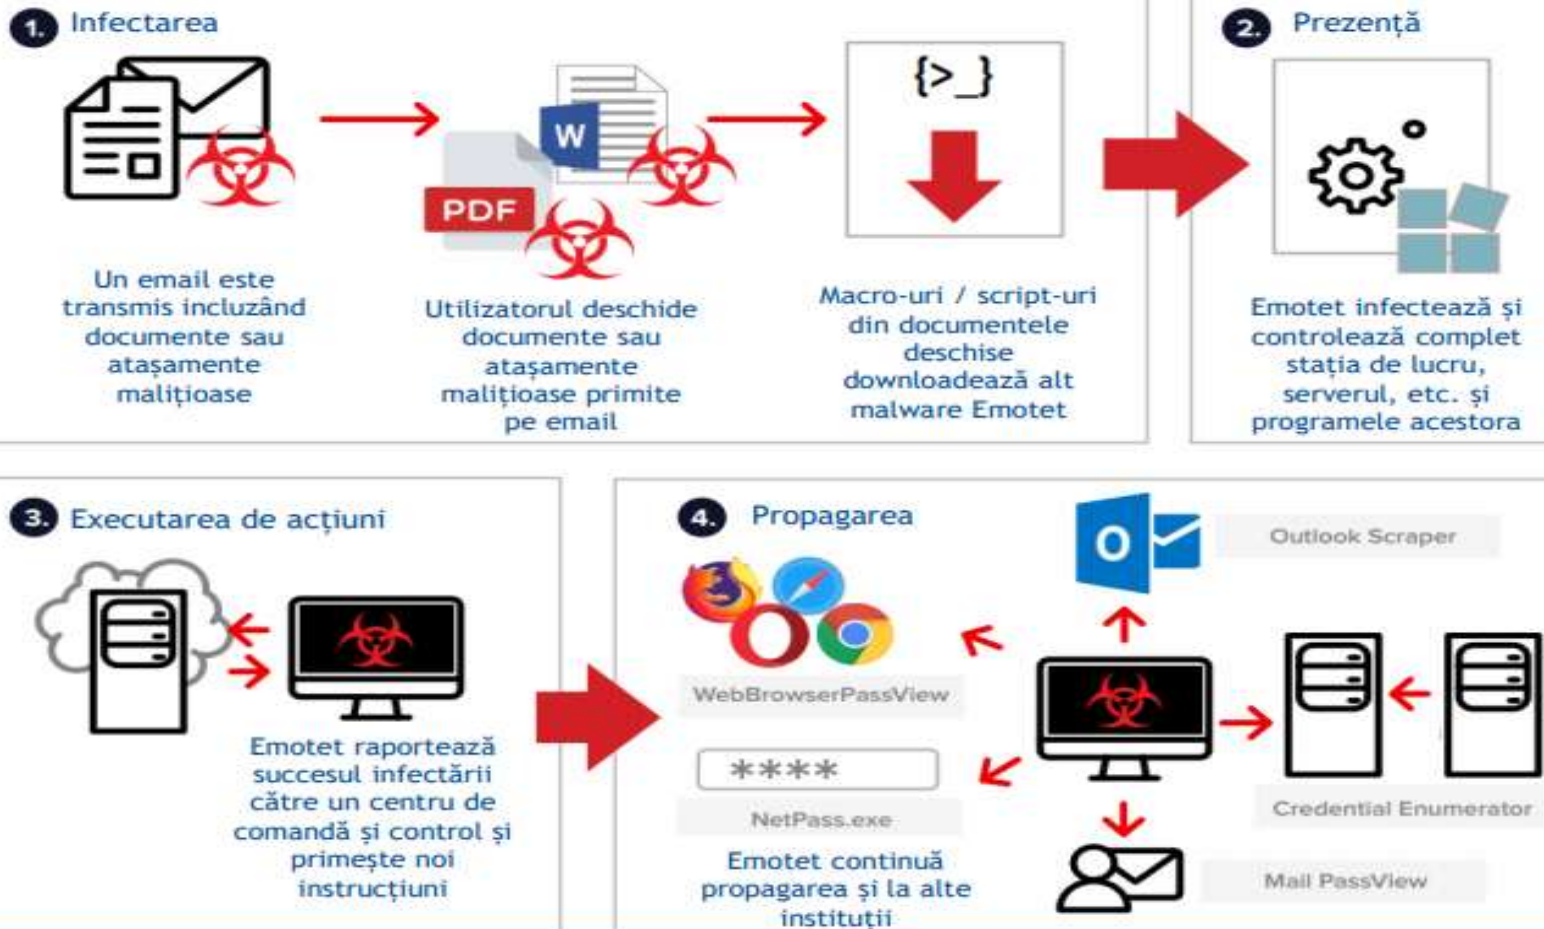 1. Infectarea
{>_}
W
PDF
Un email este
transmis incluzând
documente sau
atașamente
malițioase
Utilizatorul deschide
documente sau
atașamente
malițioase primite
pe email
Macro-uri / script-uri
din documentele
deschise
downloadează alt
malware Emotet
2. Prezență
Emotet infectează și
controlează complet
stația de lucru,
serverul, etc. și
programele acestora
3. Executarea de acțiuni
Emotet raportează
succesul infectării
către un centru de
comandă și control și
primește noi
instrucțiuni
4. Propagarea
O
Outlook Scraper
WebBrowserPassView
****
NetPass.exe
Credential Enumerator
Mail PassView
Emotet continuă
propagarea și la alte
instituții